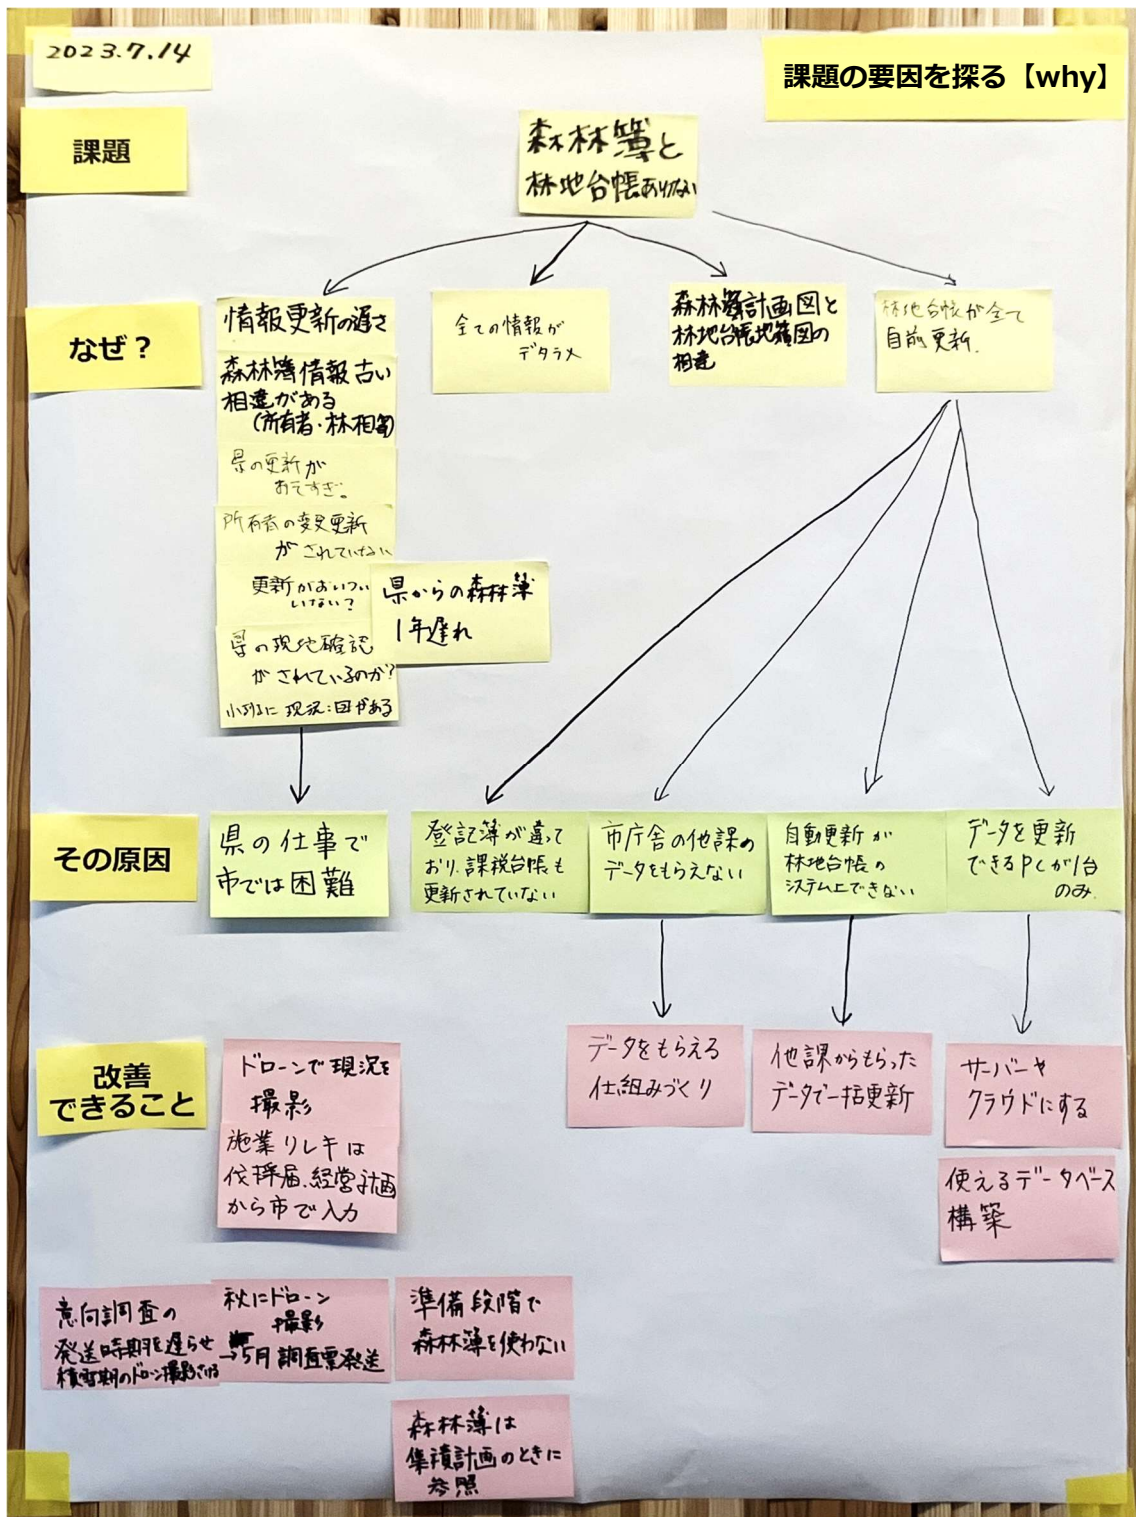 2023.7.14
課題の要因を探る【why】
課題
森林簿と
林地台帳あわない
なぜ？
情報更新の遅さ
森林簿情報古い
相違がある
(所有者・林相等)
県の更新が
おそすぎ。
所有者の変更更新
がされていない
更新がおいつい
いない？
県からの森林簿
1年遅れ
県の現地確認
がされているのか？
小班に現況:田がある
全ての情報が
デタラメ
森林簿計画図と
林地台帳地籍図の
相違
林地台帳が全て
自前更新.
その原因
県の仕事で
市では困難
登記簿が違って
おり、課税台帳も
更新されていない
市庁舎の他課の
データをもらえない
自動更新が
林地台帳の
システム上できない
データを更新
できるPCが1台
のみ.
改善
できること
ドローンで現況を
撮影
施業リレキは
伐採届、経営計画
から市で入力
データをもらえる
仕組みづくり
他課からもらった
データで一括更新
サーバーや
クラウドにする
使えるデータベース
構築
意向調査の
発送時期を遅らせ
積雪期のドローン撮影さける
秋にドローン
撮影
→5月調査票発送
準備段階で
森林簿を使わない
森林簿は
集積計画のときに
参照